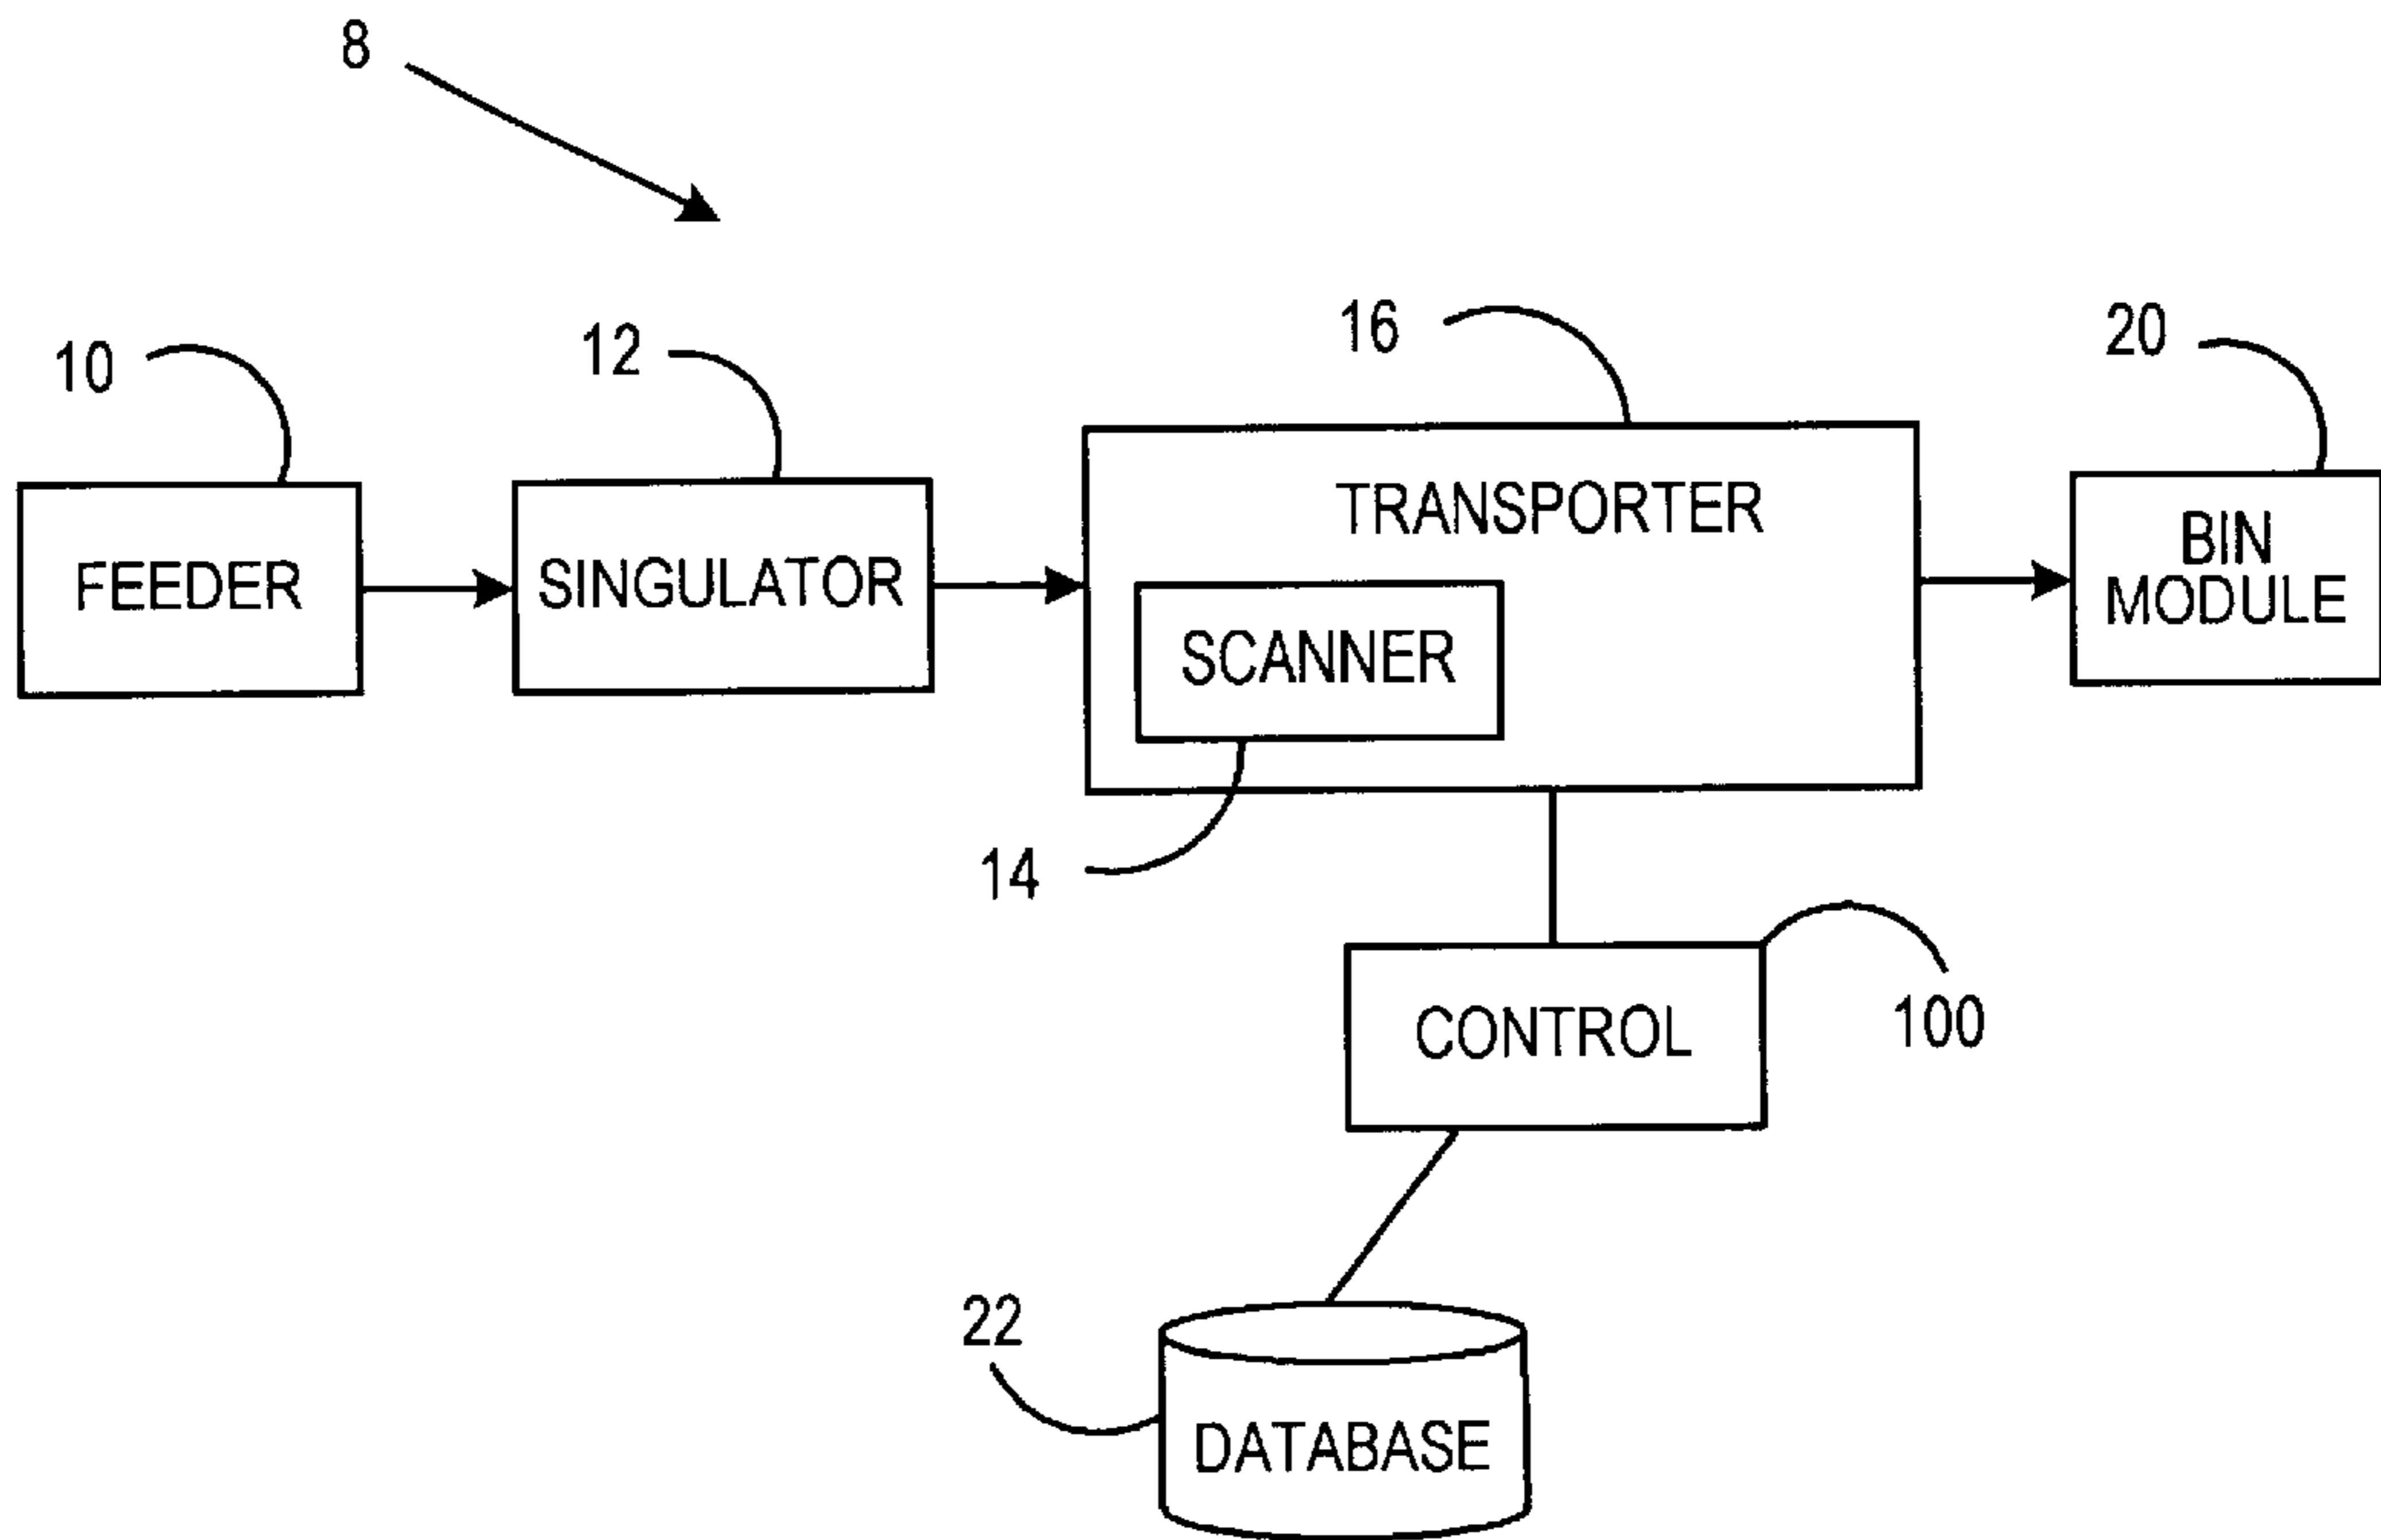 8
10
12
16
20
FEEDER
SINGULATOR
TRANSPORTER
SCANNER
BIN
MODULE
14
CONTROL
100
22
DATABASE